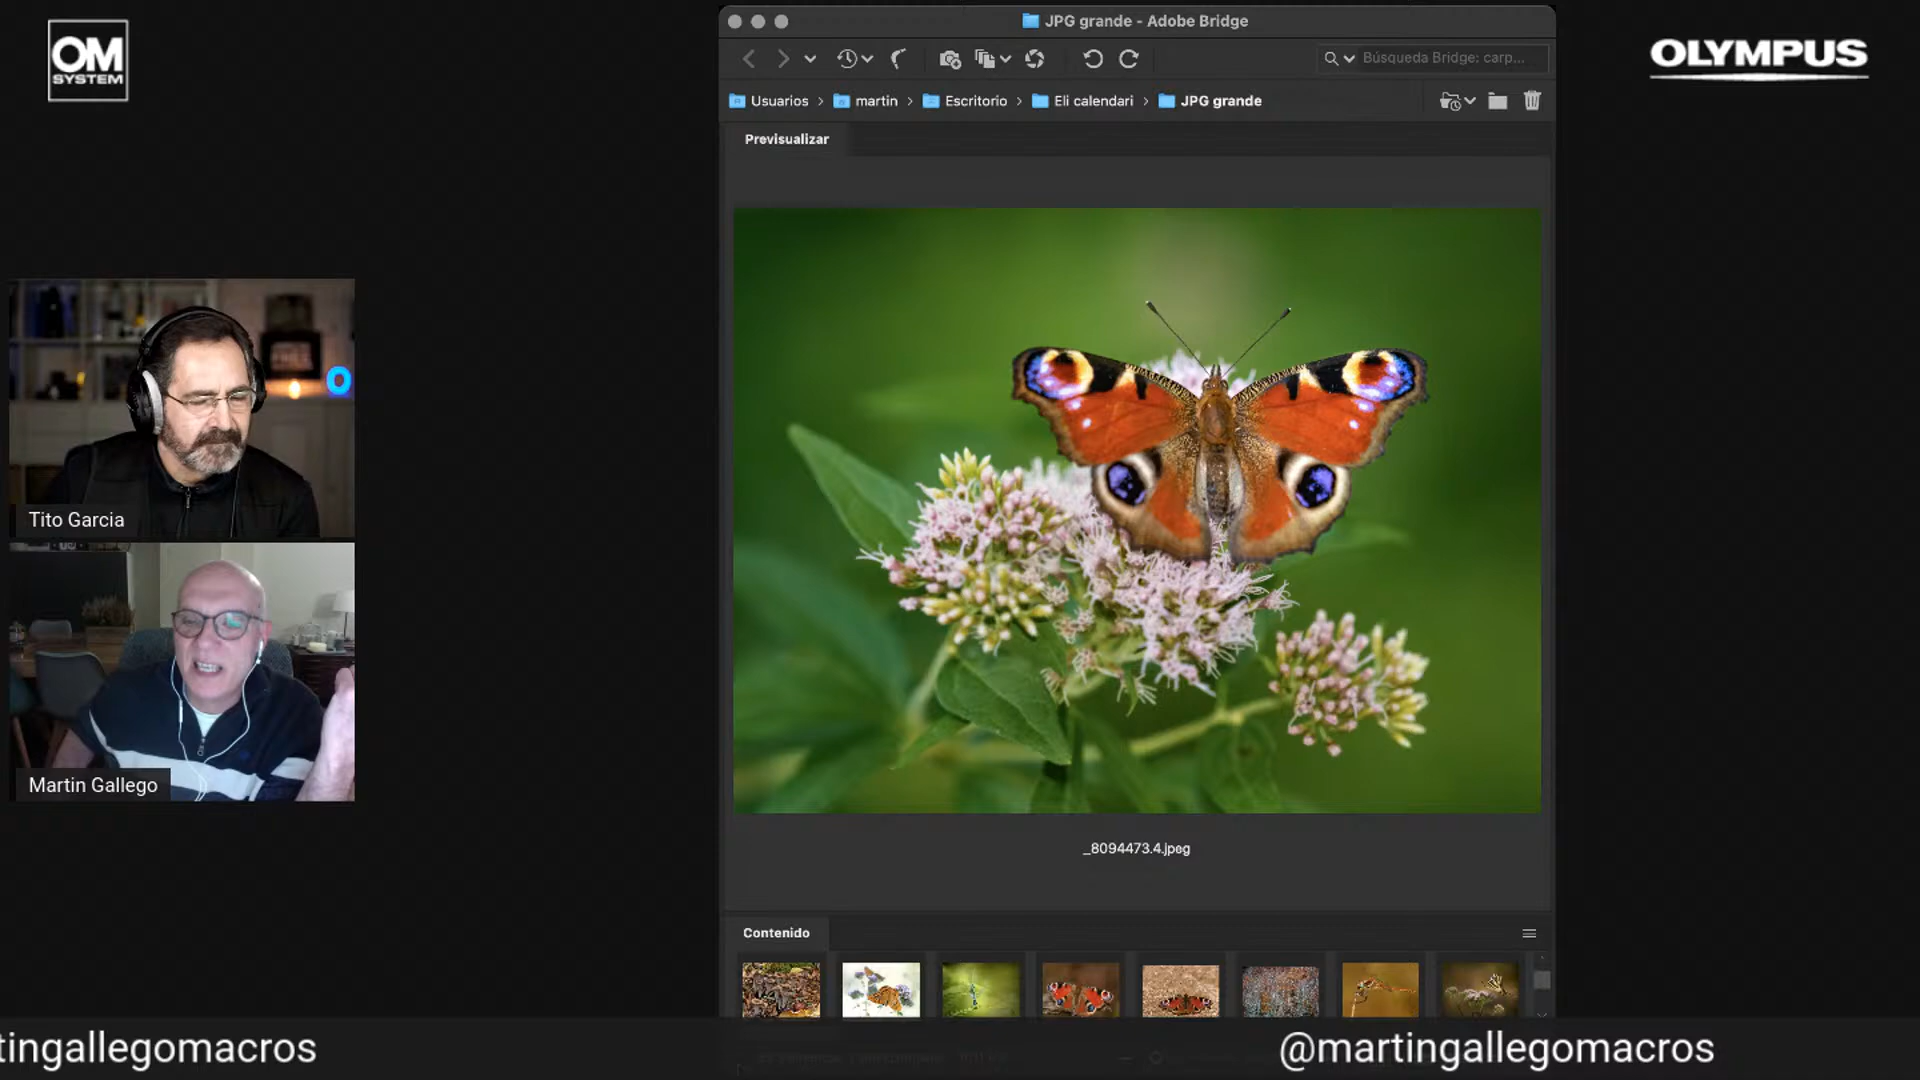 OM
SYSTEM
JPG grande - Adobe Bridge
OLYMPUS
Búsqueda Bridge: carp...
Usuarios > martin > Escritorio > Eli calendari > JPG grande
Previsualizar
Tito Garcia
Martin Gallego
_8094473.4.jpeg
Contenido
tingallegomacros
@martingallegomacros